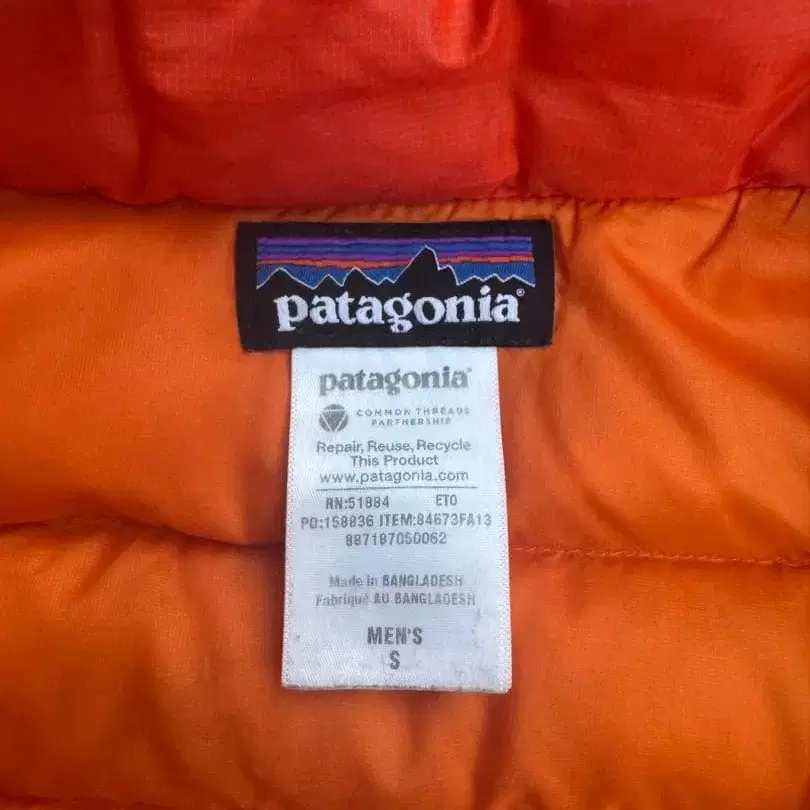 patagonia®
patagonia®
COMMON THREADS
PARTNERSHIP
Repair, Reuse, Recycle
This Product
www.patagonia.com
RN:51884 ETO
PO:158836 ITEM:84673FA13
887187050062
Made in BANGLADESH
Fabriqué AU BANGLADESH
MEN'S
S